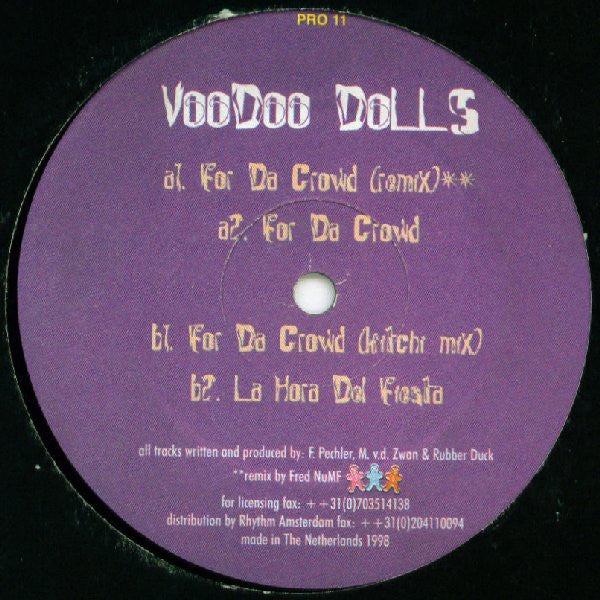 PRO 11
VooDoo DoLLS
a1. For Da Crowd (remix)**
a2. For Da Crowd
b1. For Da Crowd (kritchi mix)
b2. La Hora Del Fiesta
all tracks written and produced by: F. Pechler, M. v.d. Zwan & Rubber Duck
**remix by Fred NuMF
for licensing fax: ++31(0)703514138
distribution by Rhythm Amsterdam fax: ++31(0)204110094
made in The Netherlands 1998